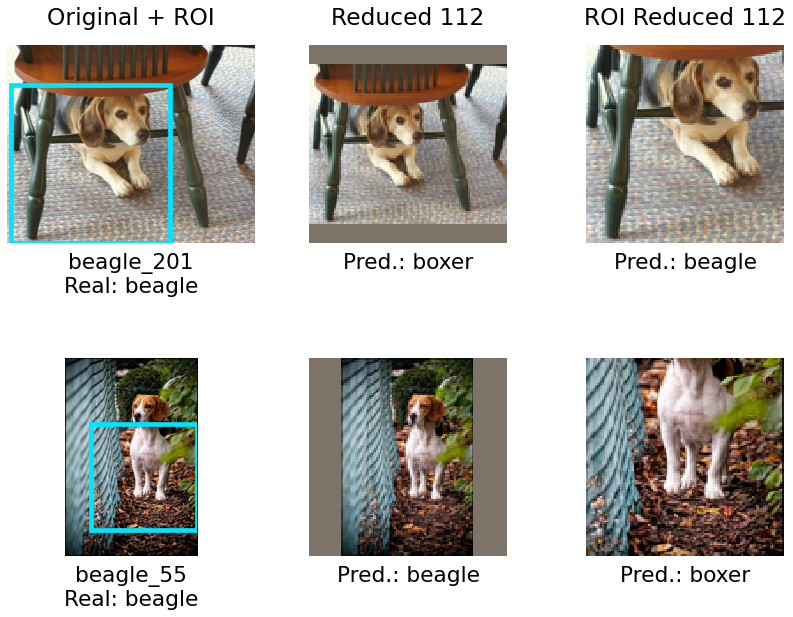 Original + ROI
Reduced 112
ROI Reduced 112
beagle_201
Real: beagle
Pred.: boxer
Pred.: beagle
beagle_55
Real: beagle
Pred.: beagle
Pred.: boxer